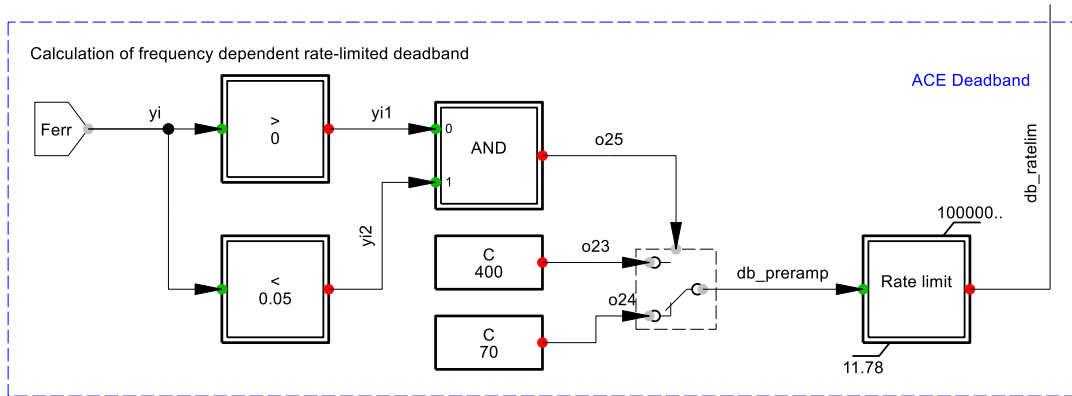 Calculation of frequency dependent rate-limited deadband
ACE Deadband
Ferr
yi
>
0
yi1
0
AND
1
o25
yi2
<
0.05
C
400
o23
C
70
o24
db_preramp
100000..
Rate limit
11.78
db_ratelim